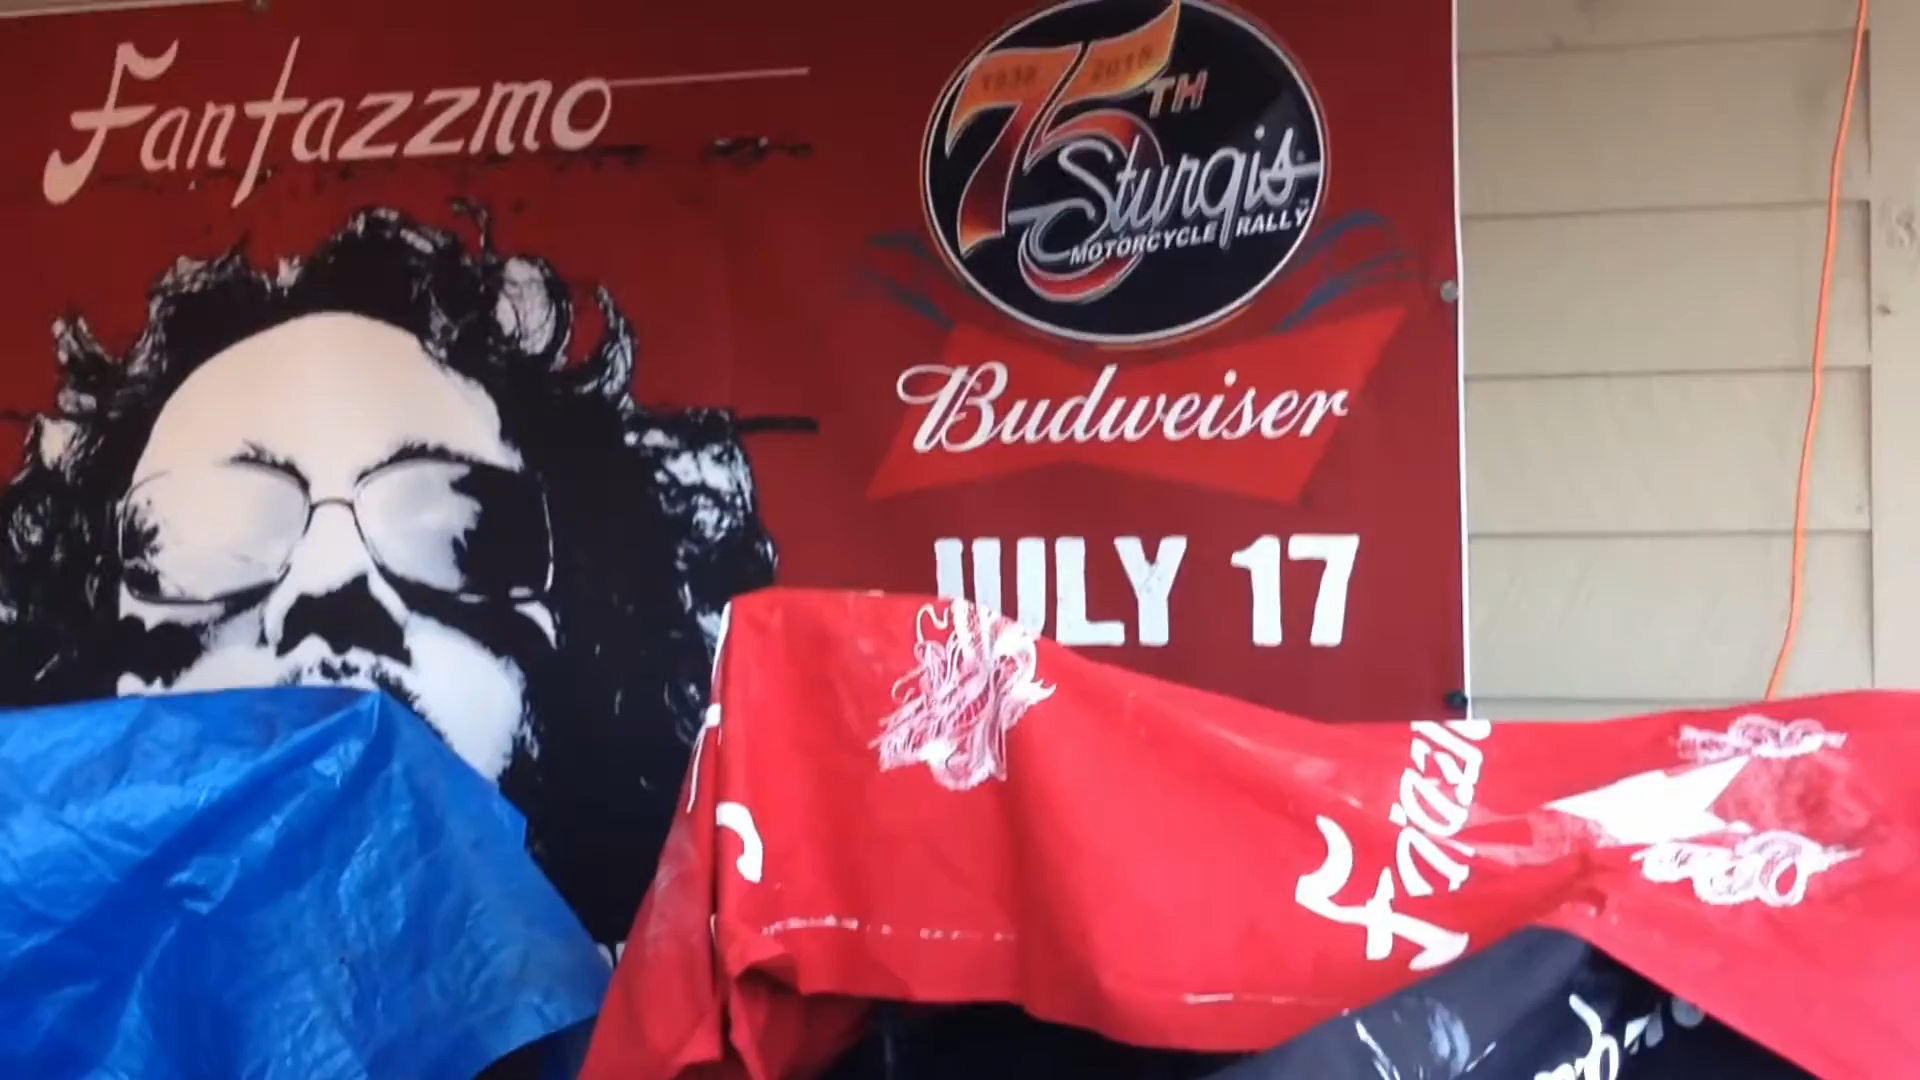 Fantazzmo
1938 2015
75TH
Sturgis
MOTORCYCLE RALLY
Budweiser
JULY 17